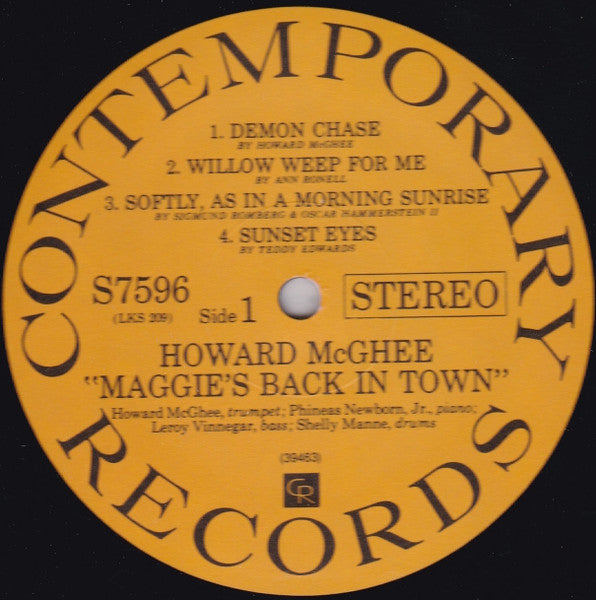 CONTEMPORARY
1. DEMON CHASE
BY HOWARD McGHEE
2. WILLOW WEEP FOR ME
BY ANN RONELL
3. SOFTLY, AS IN A MORNING SUNRISE
BY SIGMUND ROMBERG & OSCAR HAMMERSTEIN II
4. SUNSET EYES
BY TEDDY EDWARDS
S7596
(LKS 209)
Side 1
STEREO
HOWARD McGHEE
"MAGGIE'S BACK IN TOWN"
Howard McGhee, trumpet; Phineas Newborn, Jr., piano;
Leroy Vinnegar, bass; Shelly Manne, drums
(39463)
CR
RECORDS